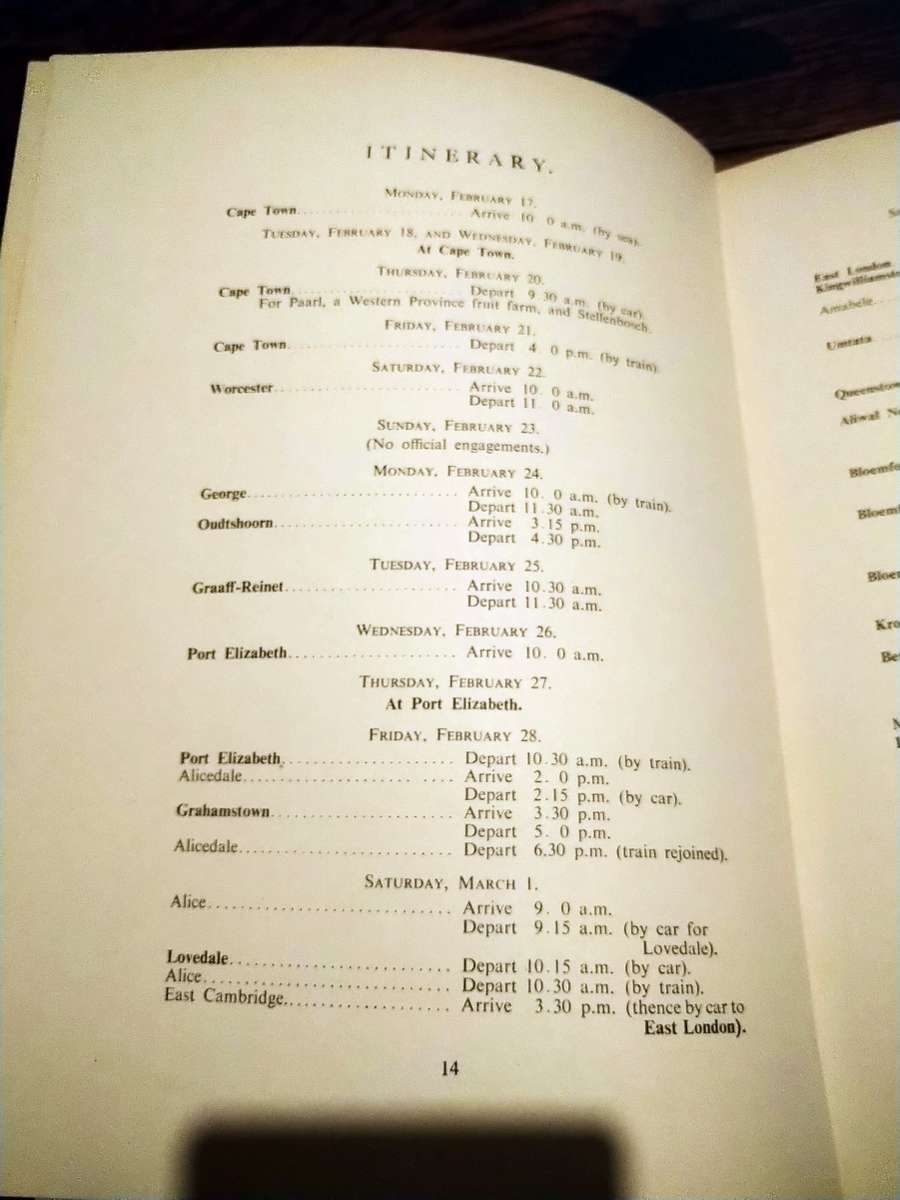 ITINERARY.
MONDAY, FEBRUARY 17.
Cape Town.......................... Arrive 10. 0 a.m. (by sea).
TUESDAY, FEBRUARY 18, AND WEDNESDAY, FEBRUARY 19.
At Cape Town.
THURSDAY, FEBRUARY 20.
Cape Town.......................... Depart 9.30 a.m. (by car).
For Paarl, a Western Province fruit farm, and Stellenbosch.
FRIDAY, FEBRUARY 21.
Cape Town.......................... Depart 4. 0 p.m. (by train).
SATURDAY, FEBRUARY 22.
Worcester.......................... Arrive 10. 0 a.m.
Depart 11. 0 a.m.
SUNDAY, FEBRUARY 23.
(No official engagements.)
MONDAY, FEBRUARY 24.
George............................. Arrive 10. 0 a.m. (by train).
Depart 11.30 a.m.
Oudtshoorn......................... Arrive 3.15 p.m.
Depart 4.30 p.m.
TUESDAY, FEBRUARY 25.
Graaff-Reinet...................... Arrive 10.30 a.m.
Depart 11.30 a.m.
WEDNESDAY, FEBRUARY 26.
Port Elizabeth..................... Arrive 10. 0 a.m.
THURSDAY, FEBRUARY 27.
At Port Elizabeth.
FRIDAY, FEBRUARY 28.
Port Elizabeth..................... Depart 10.30 a.m. (by train).
Alicedale.......................... Arrive 2. 0 p.m.
Depart 2.15 p.m. (by car).
Grahamstown........................ Arrive 3.30 p.m.
Depart 5. 0 p.m.
Alicedale.......................... Depart 6.30 p.m. (train rejoined).
SATURDAY, MARCH 1.
Alice.............................. Arrive 9. 0 a.m.
Depart 9.15 a.m. (by car for
Lovedale).
Lovedale........................... Depart 10.15 a.m. (by car).
Alice.............................. Depart 10.30 a.m. (by train).
East Cambridge..................... Arrive 3.30 p.m. (thence by car to
East London).
14
East London
Amabele
Umtata
Aliwal